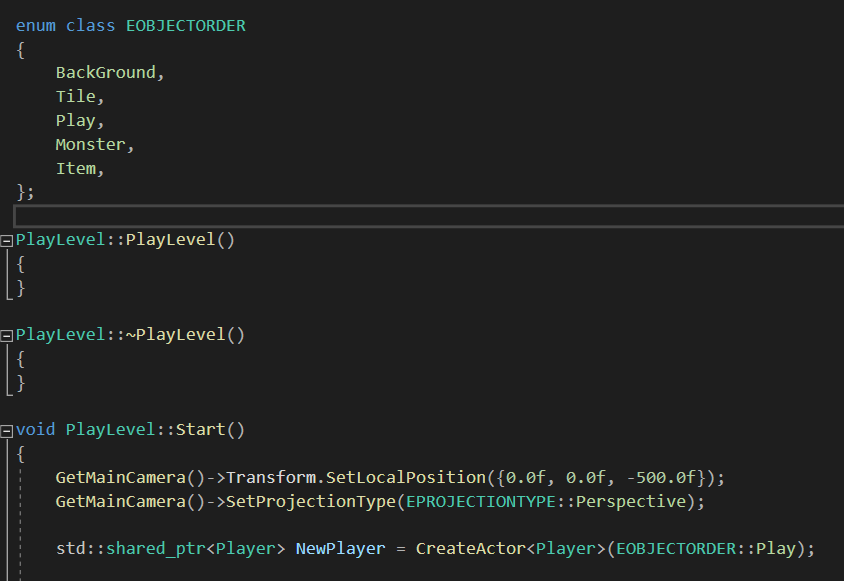 enum class EOBJECTORDER
{
    BackGround,
    Tile,
    Play,
    Monster,
    Item,
};
PlayLevel::PlayLevel()
{
}
PlayLevel::~PlayLevel()
{
}
void PlayLevel::Start()
{
    GetMainCamera()->Transform.SetLocalPosition({0.0f, 0.0f, -500.0f});
    GetMainCamera()->SetProjectionType(EPROJECTIONTYPE::Perspective);
    std::shared_ptr<Player> NewPlayer = CreateActor<Player>(EOBJECTORDER::Play);